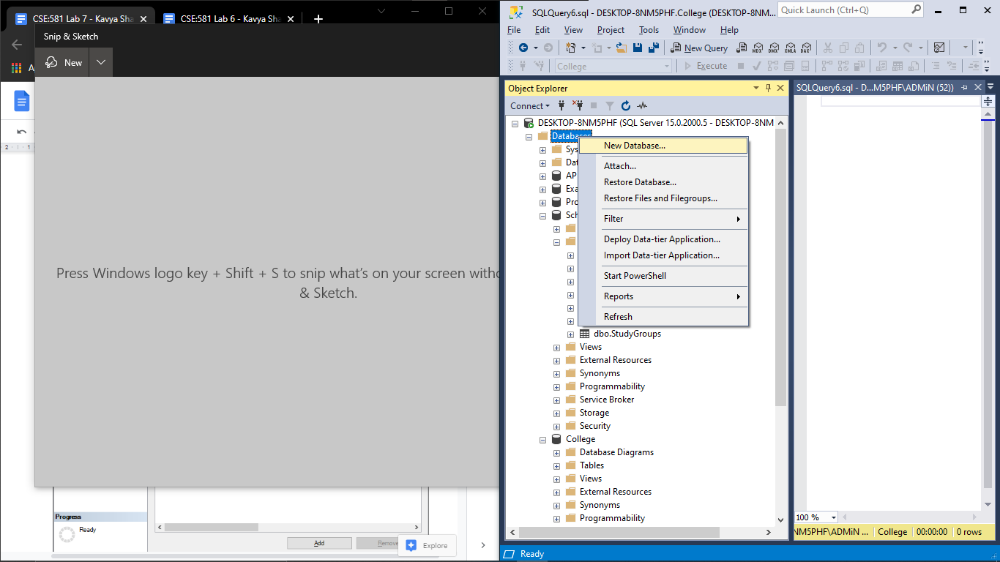 CSE:581 Lab 7 - Kavya Sha
CSE:581 Lab 6 - Kavya Sha
Snip & Sketch
New
Press Windows logo key + Shift + S to snip what's on your screen witho
& Sketch.
2
1
Progress
Ready
Add
Remove
Explore
SQLQuery6.sql - DESKTOP-8NM5PHF.College (DESKTOP-8NM...
Quick Launch (Ctrl+Q)
File Edit View Project Tools Window Help
New Query
MDX DMX XMLA DAX
College
Execute
Object Explorer
Connect
DESKTOP-8NM5PHF (SQL Server 15.0.2000.5 - DESKTOP-8NM
Databases
Sys
Dat
AP
Exa
Pro
Sch
New Database...
Attach...
Restore Database...
Restore Files and Filegroups...
Filter
Deploy Data-tier Application...
Import Data-tier Application...
Start PowerShell
Reports
Refresh
dbo.StudyGroups
Views
External Resources
Synonyms
Programmability
Service Broker
Storage
Security
College
Database Diagrams
Tables
Views
External Resources
Synonyms
Programmability
SQLQuery6.sql - D...M5PHF\ADMiN (52))
100 %
NM5PHF\ADMiN ... College 00:00:00 0 rows
Ready